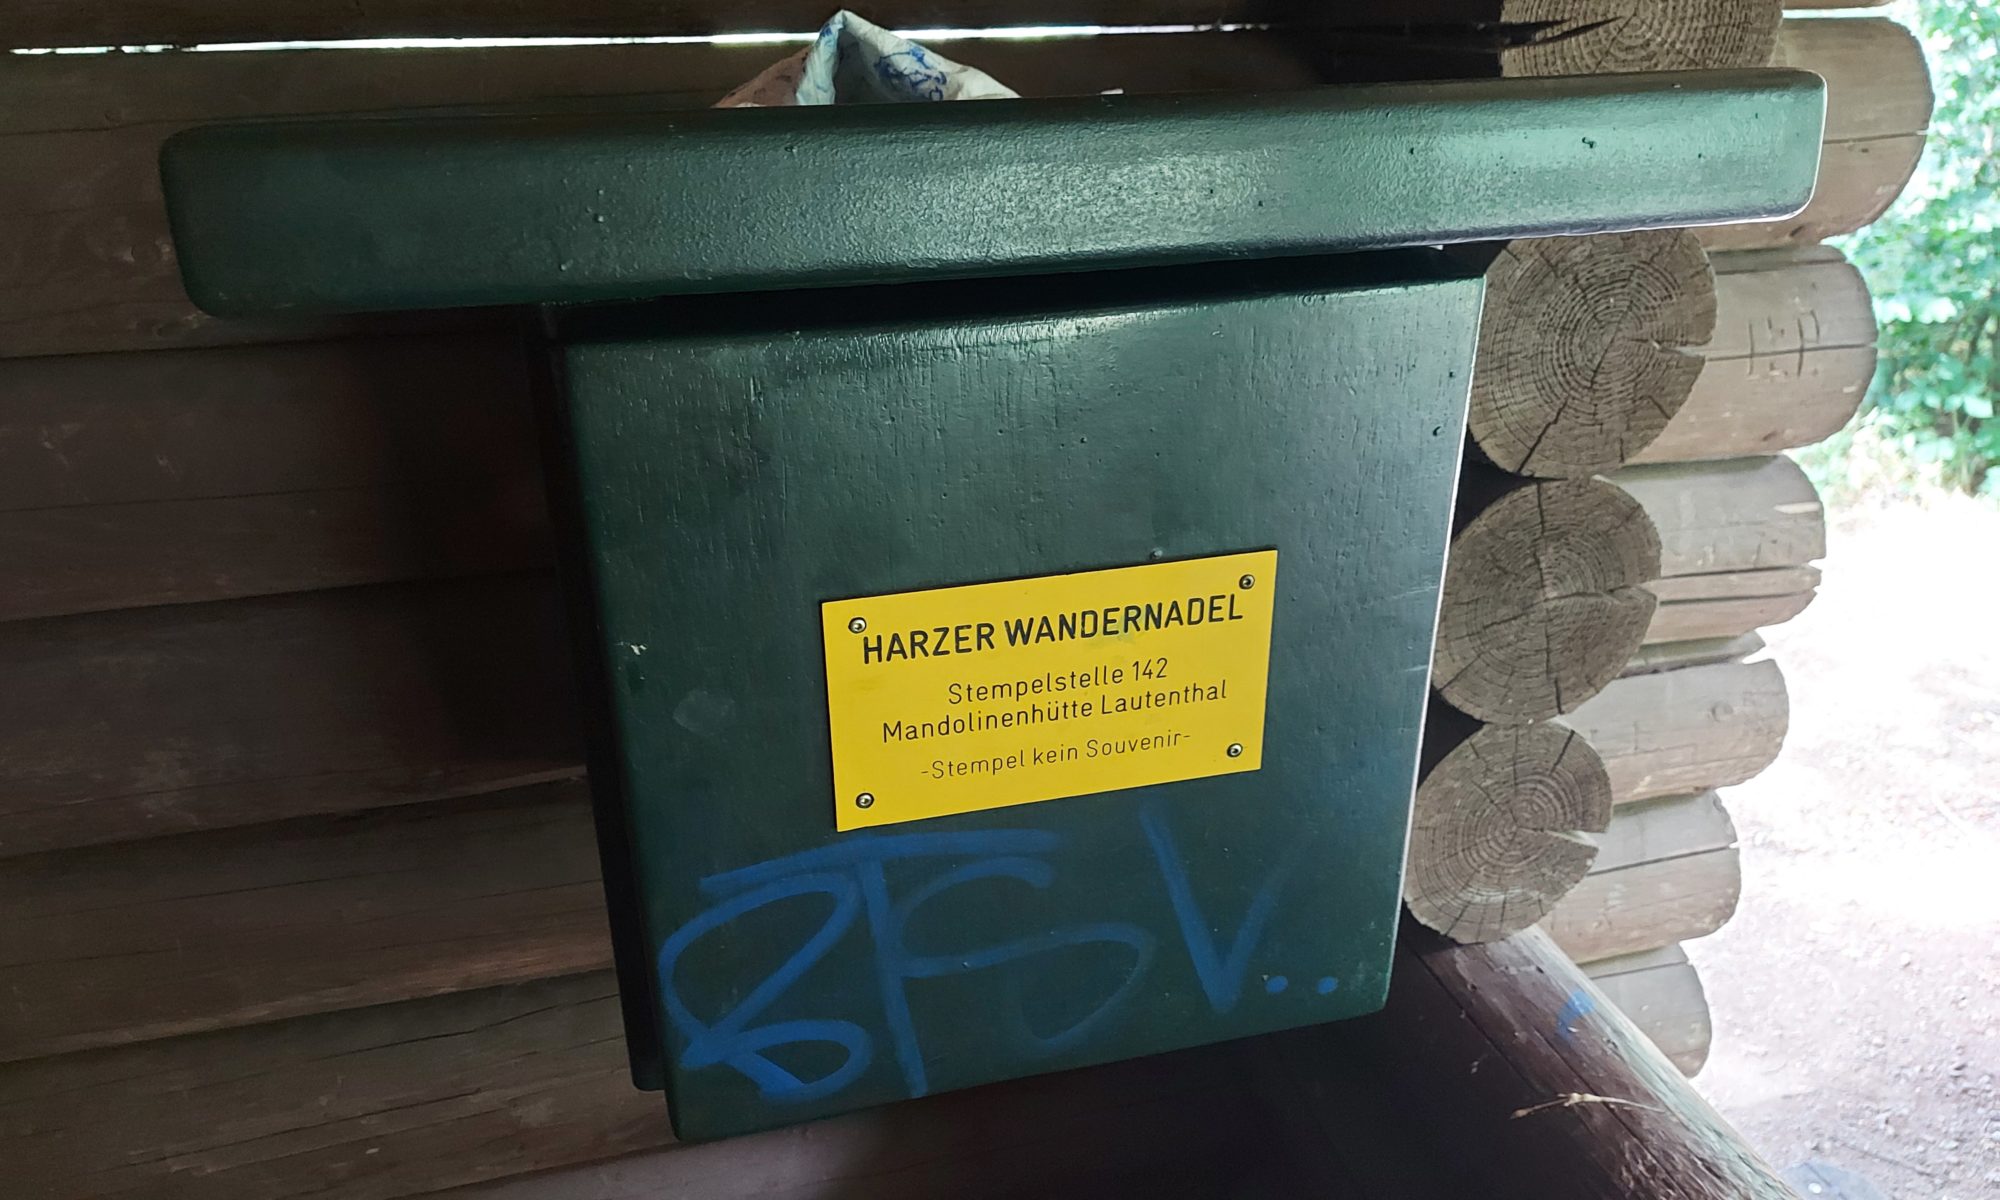 HARZER WANDERNADEL
Stempelstelle 142
Mandolinenhütte Lautenthal
-Stempel kein Souvenir-